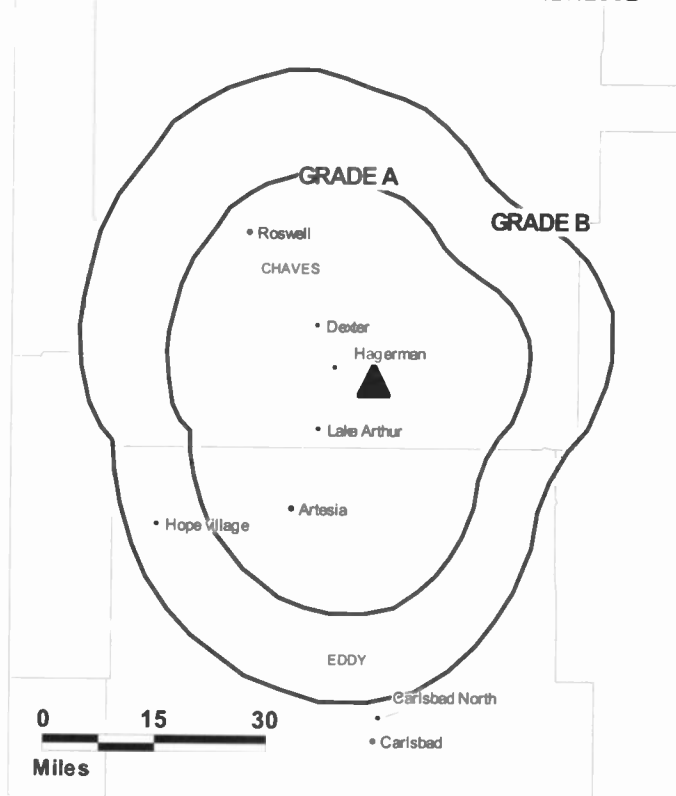 GRADE A
GRADE B
Roswell
CHAVES
Dexter
Hagerman
Lake Arthur
Artesia
Hope Village
EDDY
Carlsbad North
Carlsbad
0 15 30
Miles